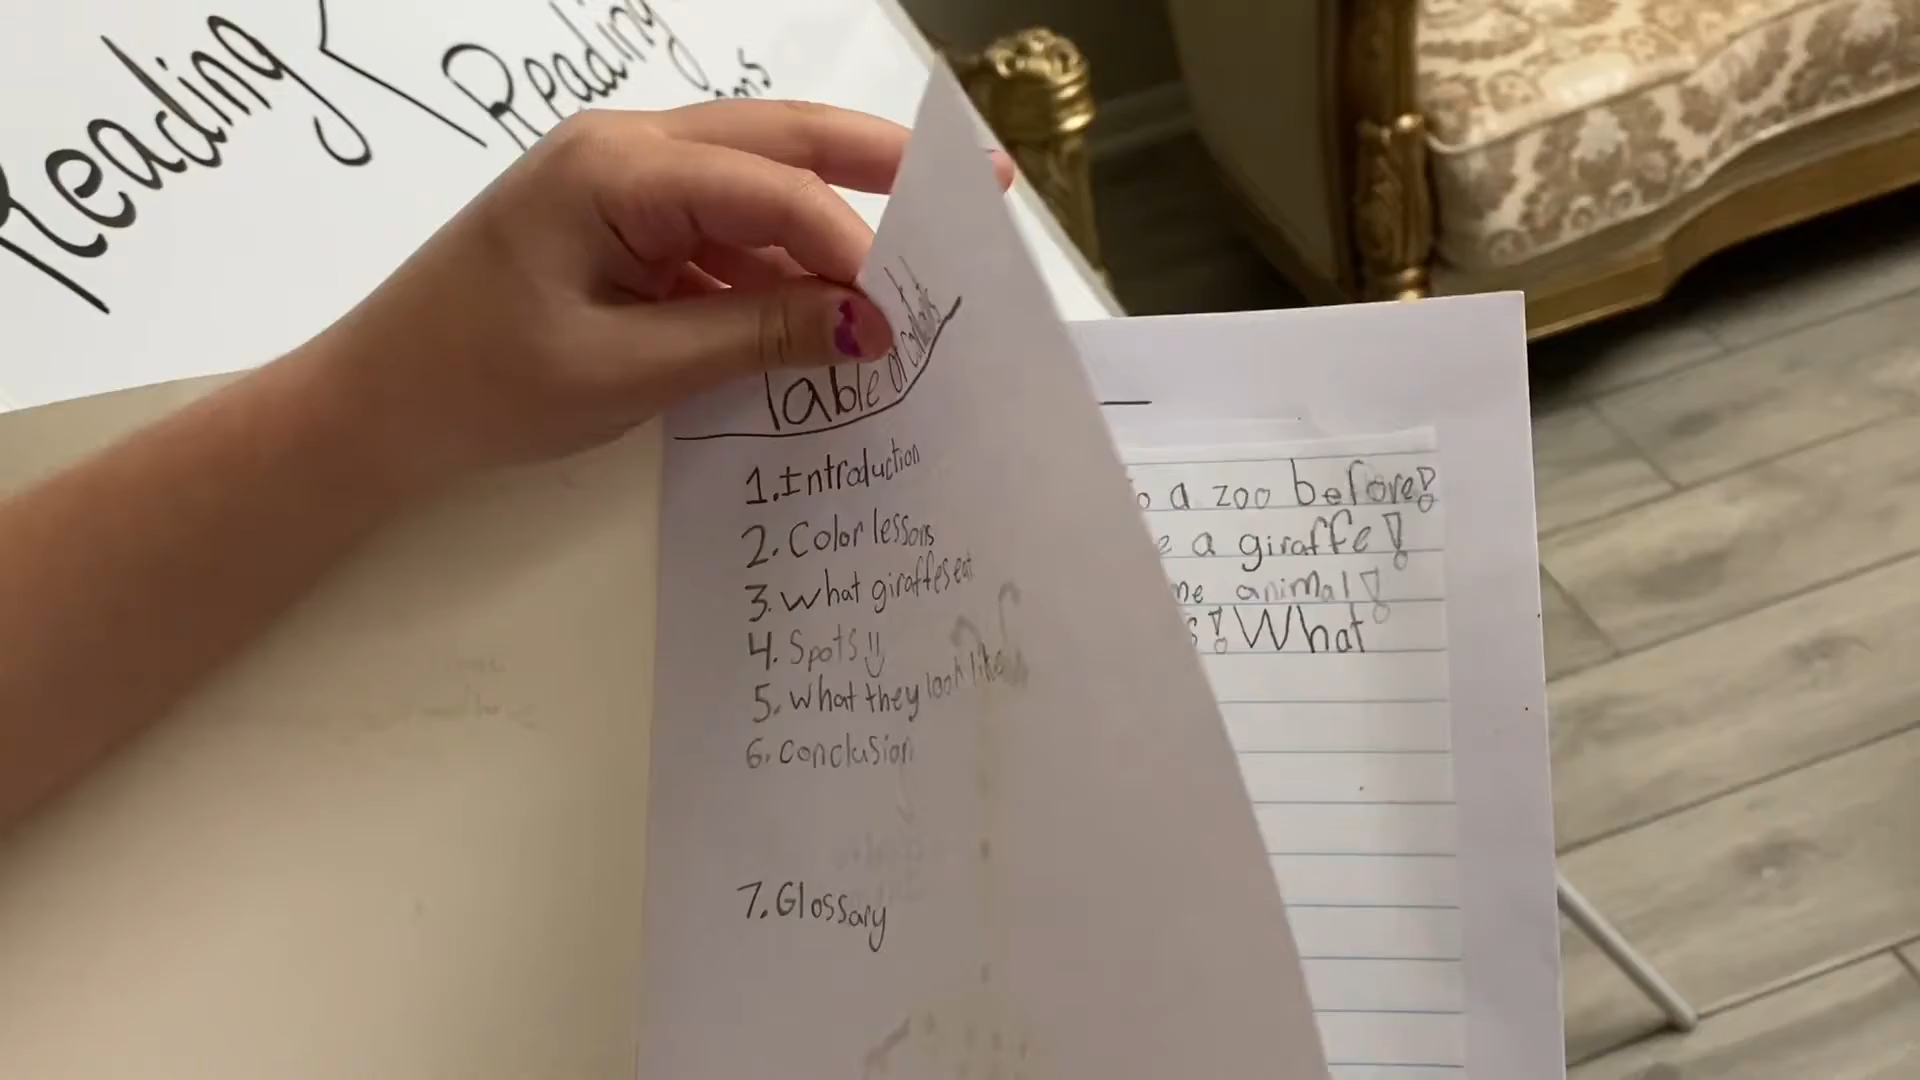 Reading
Reading
Table of contents
1. Introduction
2. Color lessons
3. What giraffes eat
4. Spots!!
5. What they look like
6. Conclusion
7. Glossary
a zoo before!
a giraffe!
animal!
! What